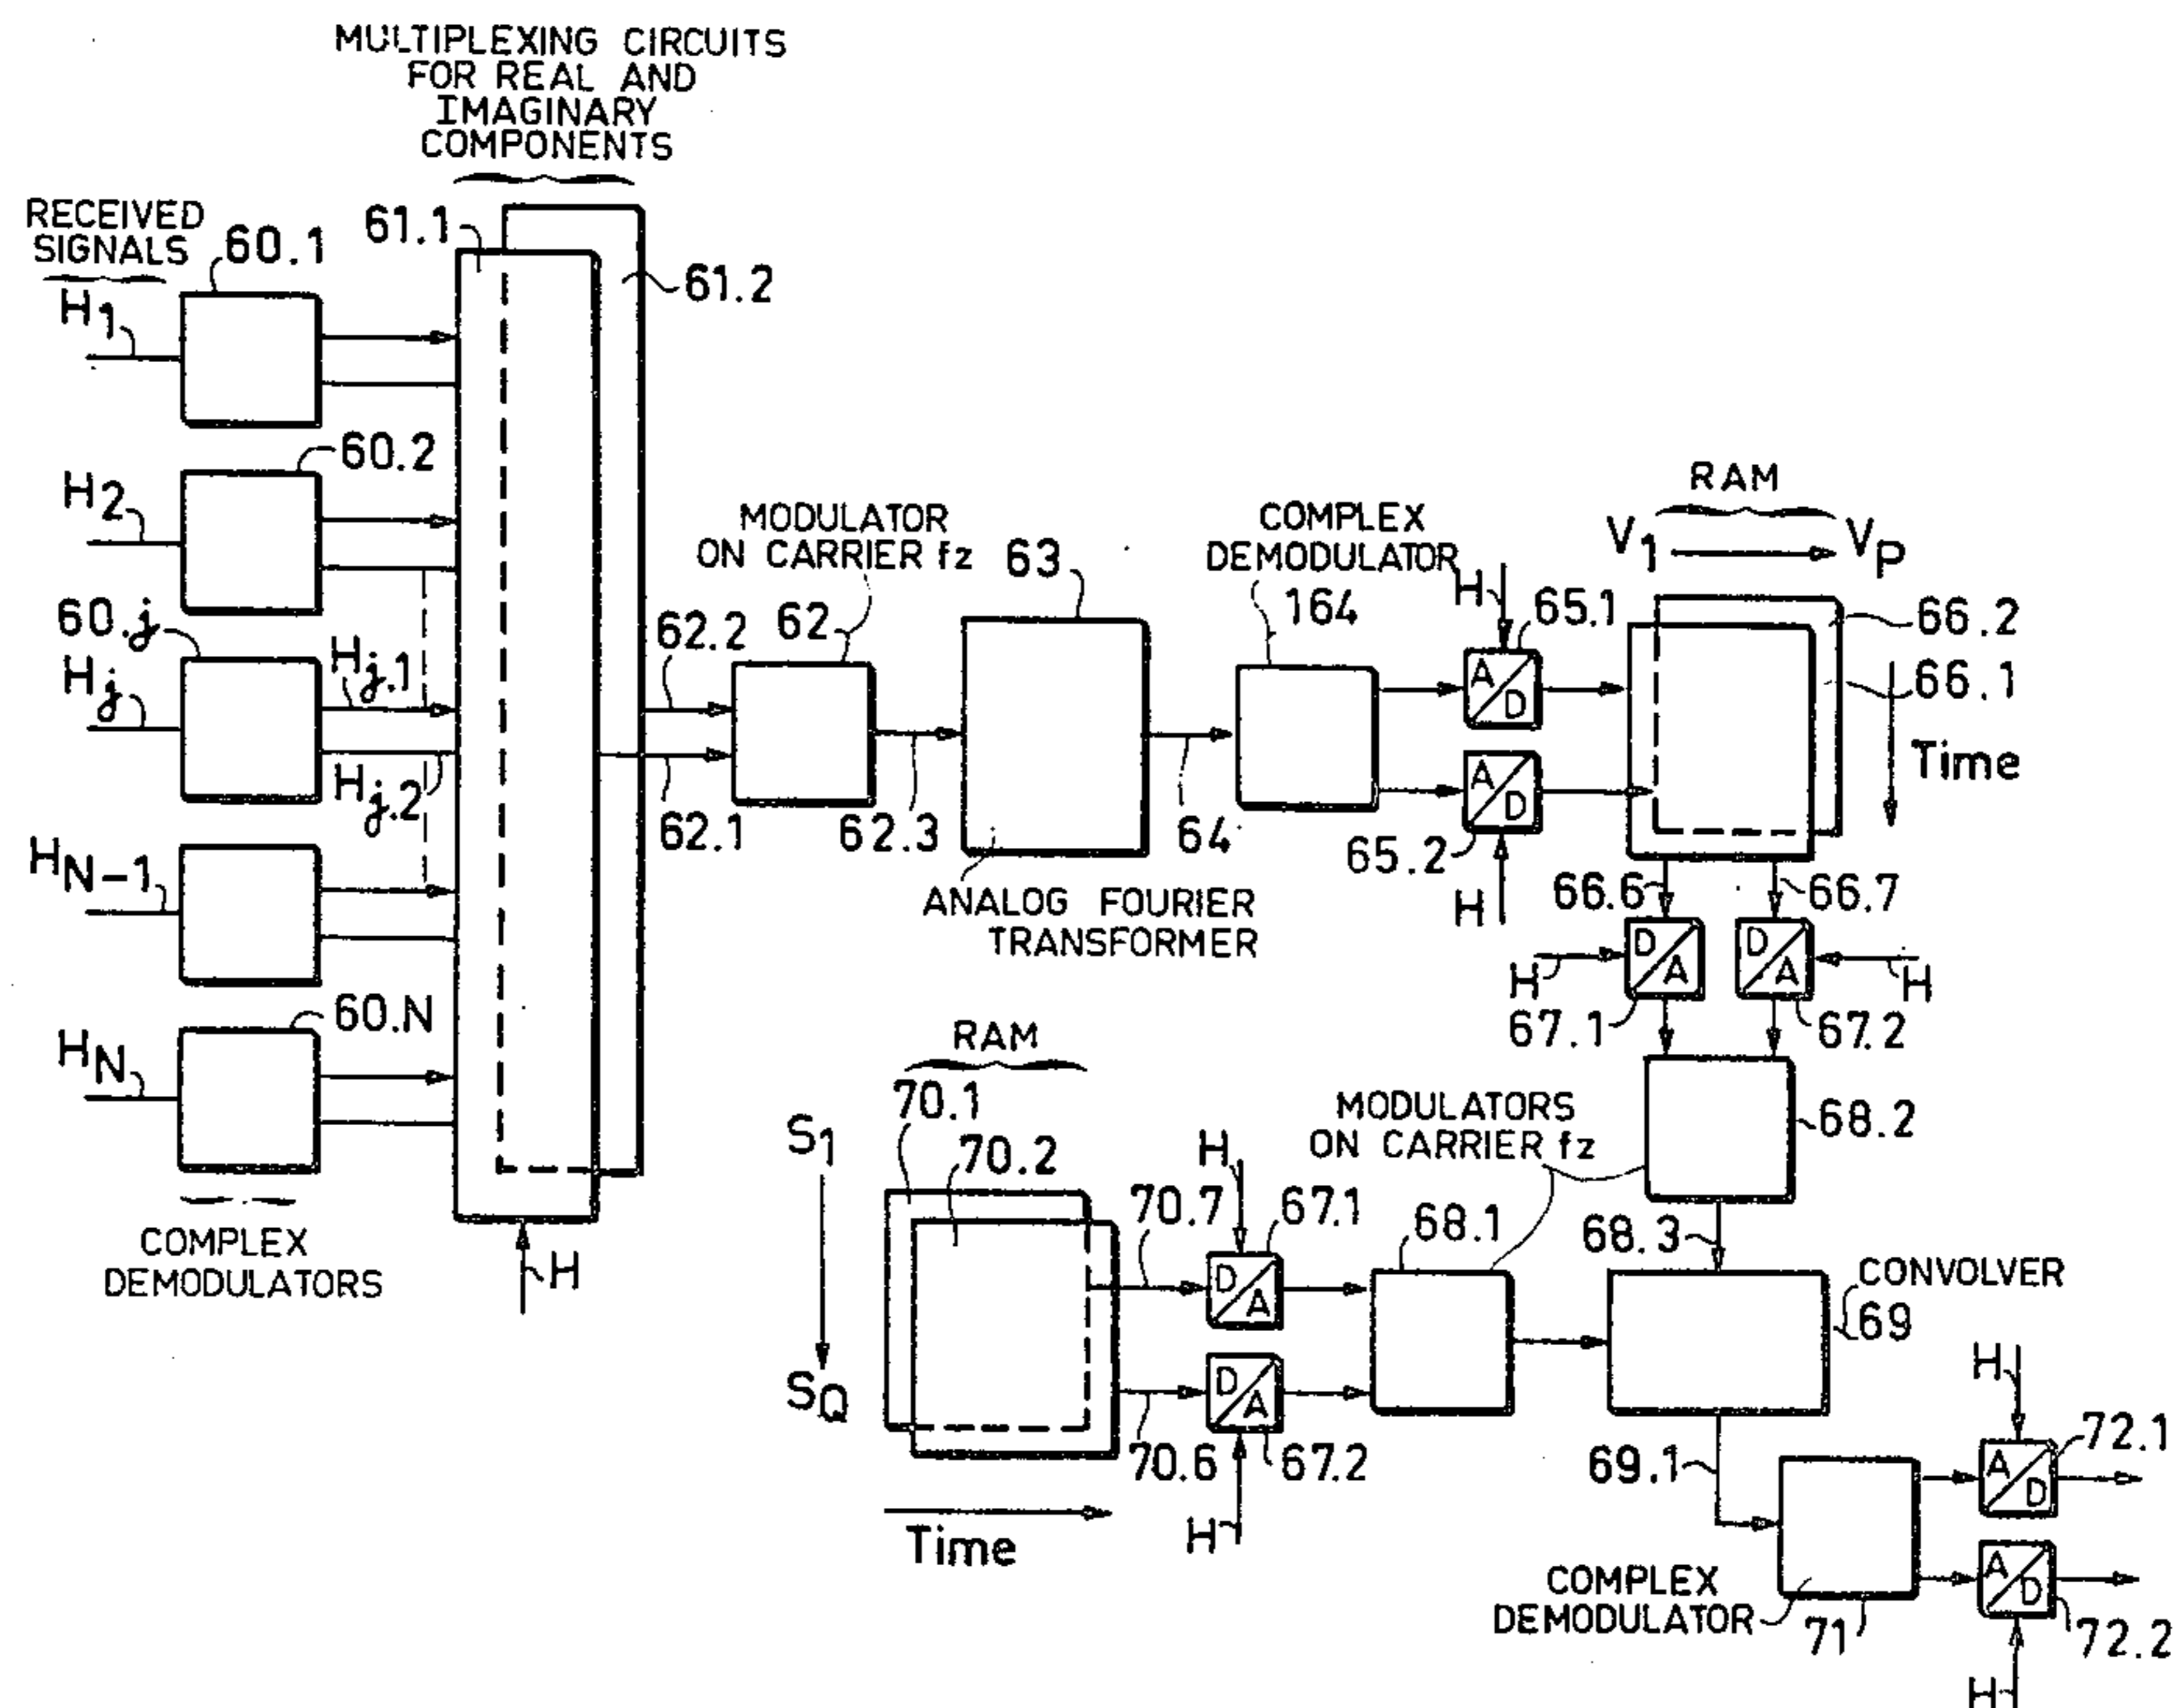 MULTIPLEXING CIRCUITS
FOR REAL AND
IMAGINARY
COMPONENTS
RECEIVED
SIGNALS
60.1
61.1
61.2
H1
60.2
H2
60.j
Hj
Hj.1
Hj.2
HN-1
60.N
HN
COMPLEX
DEMODULATORS
H
62.2
62.1
MODULATOR
ON CARRIER fz
62
62.3
63
ANALOG FOURIER
TRANSFORMER
64
COMPLEX
DEMODULATOR
164
H
65.1
A/D
A/D
65.2
H
RAM
V1
VP
66.2
66.1
Time
66.6
66.7
H
D/A
D/A
H
67.1
67.2
68.2
MODULATORS
ON CARRIER fz
68.3
RAM
70.1
70.2
S1
SQ
Time
70.7
70.6
H
67.1
D/A
D/A
67.2
H
68.1
CONVOLVER
69
69.1
COMPLEX
DEMODULATOR
71
H
72.1
A/D
A/D
72.2
H